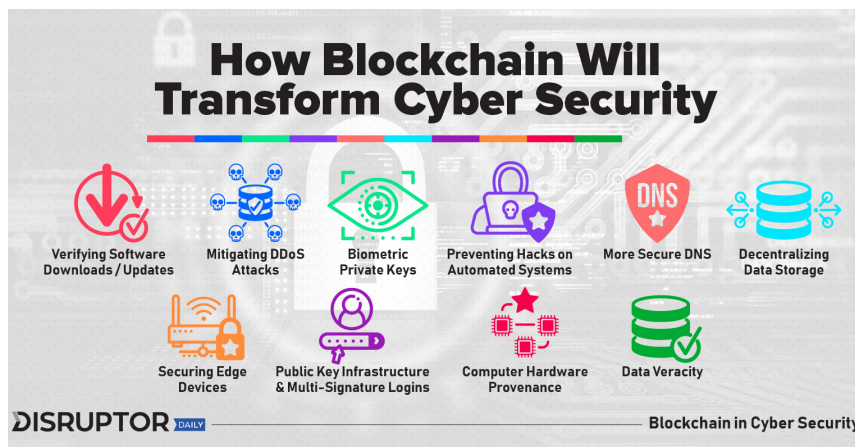 How Blockchain Will
Transform Cyber Security
DNS
Verifying Software
Downloads / Updates
Mitigating DDoS
Attacks
Biometric
Private Keys
Preventing Hacks on
Automated Systems
More Secure DNS
Decentralizing
Data Storage
Securing Edge
Devices
Public Key Infrastructure
& Multi-Signature Logins
Computer Hardware
Provenance
Data Veracity
DISRUPTOR DAILY
Blockchain in Cyber Security